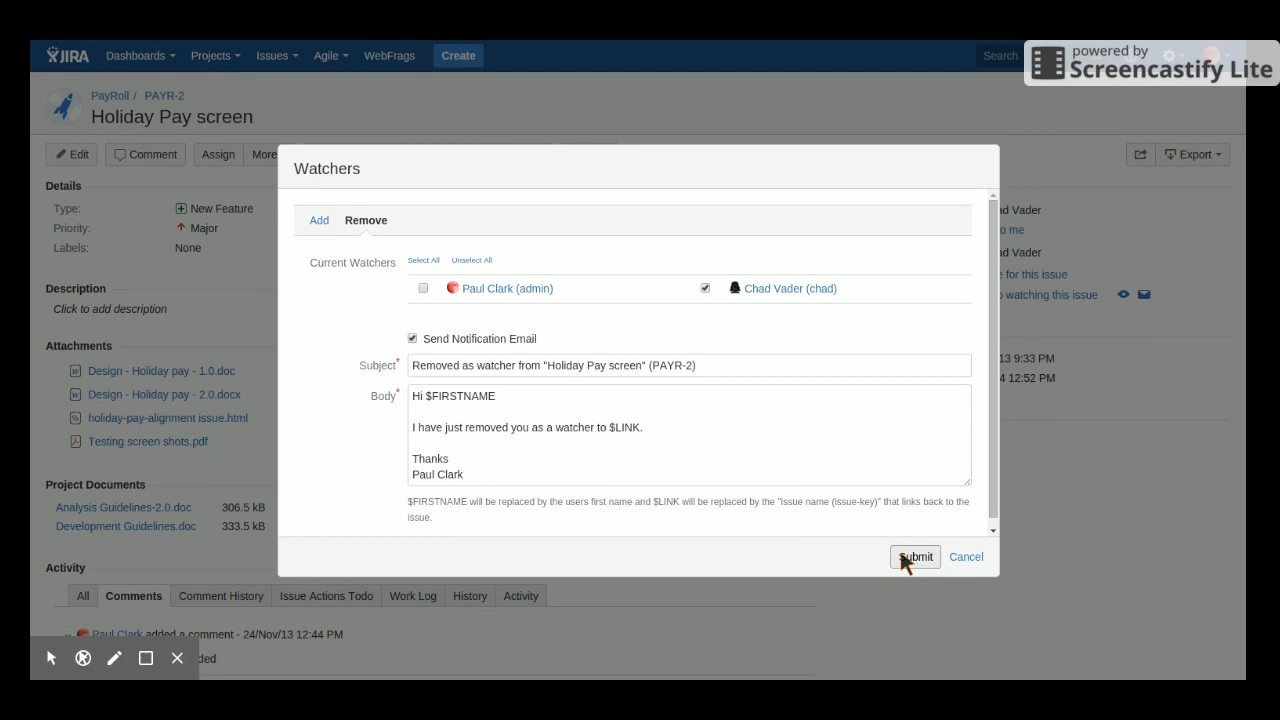 JIRA Dashboards Projects Issues Agile WebFrags Create Search
powered by
Screencastify Lite
PayRoll / PAYR-2
Holiday Pay screen
Edit Comment Assign More Export
Watchers
Details
Type: New Feature
Priority: Major
Labels: None
Description
Click to add description
Attachments
Design - Holiday pay - 1.0.doc
Design - Holiday pay - 2.0.docx
holiday-pay-alignment issue.html
Testing screen shots.pdf
Project Documents
Analysis Guidelines-2.0.doc 306.5 kB
Development Guidelines.doc 333.5 kB
Add Remove
Current Watchers Select All Unselect All
Paul Clark (admin) Chad Vader (chad)
Send Notification Email
Subject* Removed as watcher from "Holiday Pay screen" (PAYR-2)
Body* Hi $FIRSTNAME
I have just removed you as a watcher to $LINK.
Thanks
Paul Clark
$FIRSTNAME will be replaced by the users first name and $LINK will be replaced by the "issue name (issue-key)" that links back to the
issue.
Submit Cancel
ad Vader
o me
ad Vader
e for this issue
p watching this issue
13 9:33 PM
4 12:52 PM
Activity
All Comments Comment History Issue Actions Todo Work Log History Activity
Paul Clark added a comment - 24/Nov/13 12:44 PM
ded